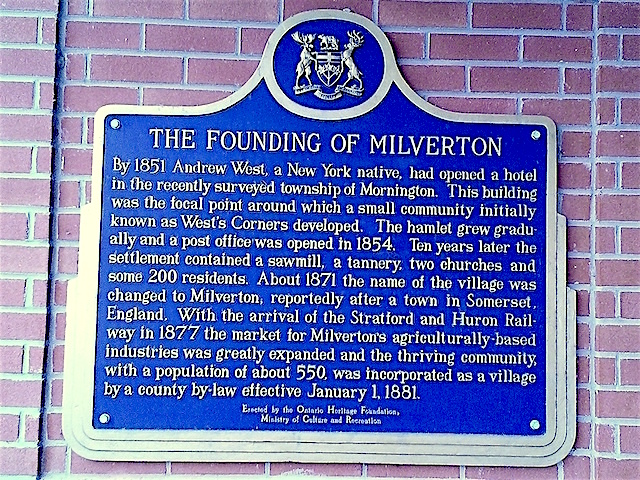 THE FOUNDING OF MILVERTON
By 1851 Andrew West, a New York native, had opened a hotel
in the recently surveyed township of Mornington. This building
was the focal point around which a small community initially
known as West's Corners developed. The hamlet grew gradu-
ally and a post office was opened in 1854. Ten years later the
settlement contained a sawmill, a tannery, two churches and
some 200 residents. About 1871 the name of the village was
changed to Milverton, reportedly after a town in Somerset,
England. With the arrival of the Stratford and Huron Rail-
way in 1877 the market for Milverton's agriculturally-based
industries was greatly expanded and the thriving community,
with a population of about 550, was incorporated as a village
by a county by-law effective January 1, 1881.
Erected by the Ontario Heritage Foundation,
Ministry of Culture and Recreation